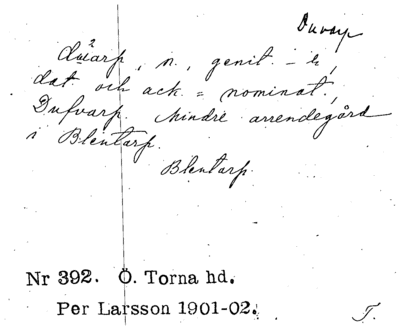 Duvarp
dùarp, n., genit. – s,
dat. och ack. = nominat.,
Dufvarp. Mindre arrendegård
i Blentarp.
Blentarp.
Nr 392. Ö. Torna hd.
Per Larsson 1901-02.
T.